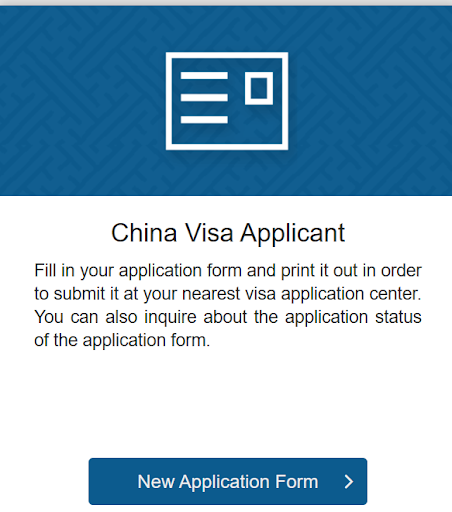 China Visa Applicant
Fill in your application form and print it out in order
to submit it at your nearest visa application center.
You can also inquire about the application status
of the application form.
New Application Form